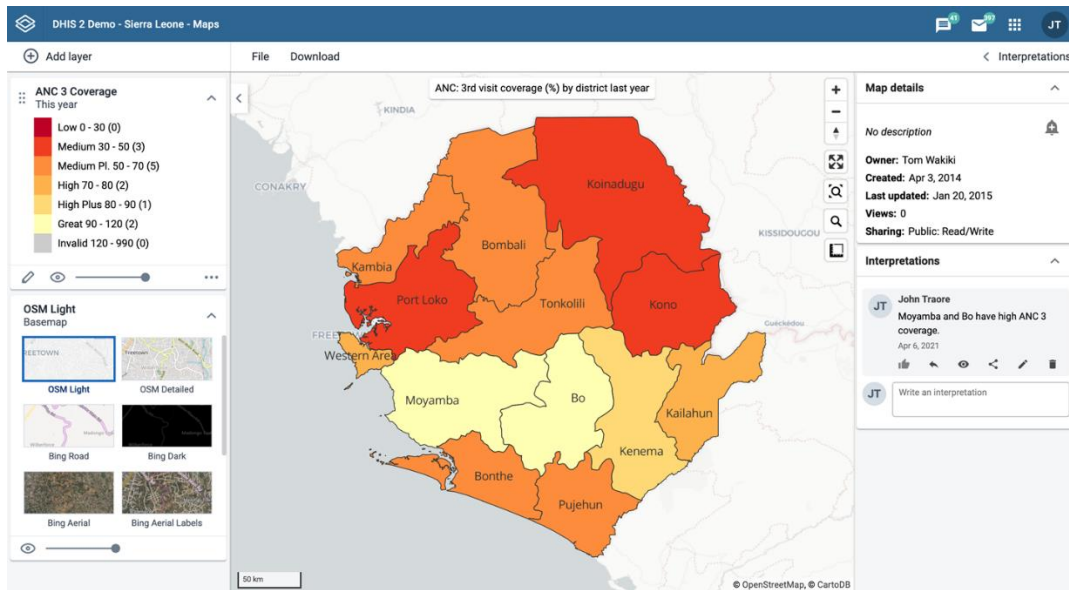 DHIS 2 Demo - Sierra Leone - Maps
41
397
JT
Add layer
File
Download
Interpretations
ANC 3 Coverage
This year
Low 0 - 30 (0)
Medium 30 - 50 (3)
Medium Pl. 50 - 70 (5)
High 70 - 80 (2)
High Plus 80 - 90 (1)
Great 90 - 120 (2)
Invalid 120 - 990 (0)
OSM Light
Basemap
OSM Light
OSM Detailed
Bing Road
Bing Dark
Bing Aerial
Bing Aerial Labels
ANC: 3rd visit coverage (%) by district last year
KINDIA
CONAKRY
Koinadugu
KISSIDOUGOU
Bombali
Kambia
Port Loko
Tonkolili
Kono
Guéckédou
Western Area
Moyamba
Bo
Kailahun
Kenema
Bonthe
Pujehun
50 km
© OpenStreetMap, © CartoDB
Map details
No description
Owner: Tom Wakiki
Created: Apr 3, 2014
Last updated: Jan 20, 2015
Views: 0
Sharing: Public: Read/Write
Interpretations
JT
John Traore
Moyamba and Bo have high ANC 3
coverage.
Apr 6, 2021
JT
Write an interpretation